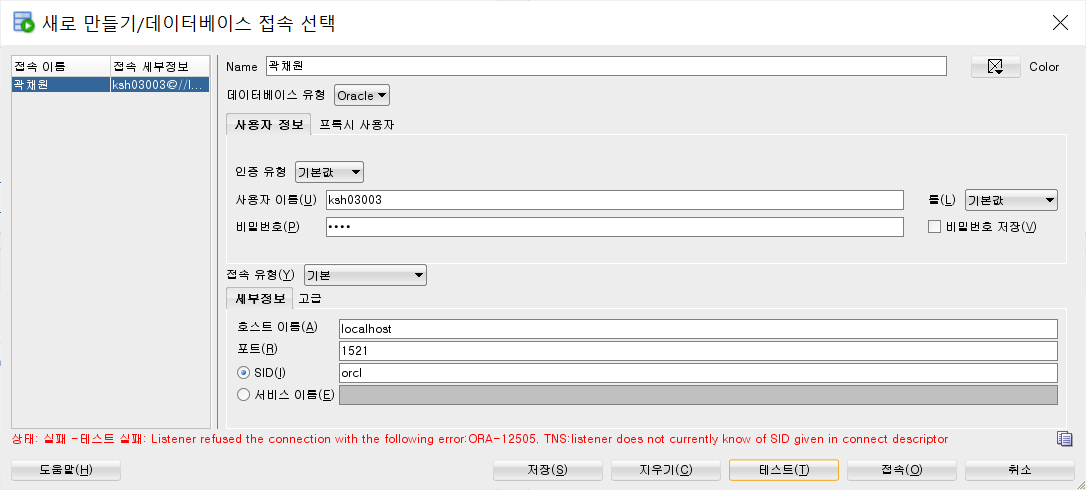 새로 만들기/데이터베이스 접속 선택
접속 이름 접속 세부정보
곽채원 ksh03003@//l...
Name 곽채원 Color
데이터베이스 유형 Oracle
사용자 정보 프록시 사용자
인증 유형 기본값
사용자 이름(U) ksh03003 롤(L) 기본값
비밀번호(P) •••• 비밀번호 저장(V)
접속 유형(Y) 기본
세부정보 고급
호스트 이름(A) localhost
포트(R) 1521
SID(I) orcl
서비스 이름(E)
상태: 실패 -테스트 실패: Listener refused the connection with the following error:ORA-12505, TNS:listener does not currently know of SID given in connect descriptor
도움말(H) 저장(S) 지우기(C) 테스트(T) 접속(O) 취소